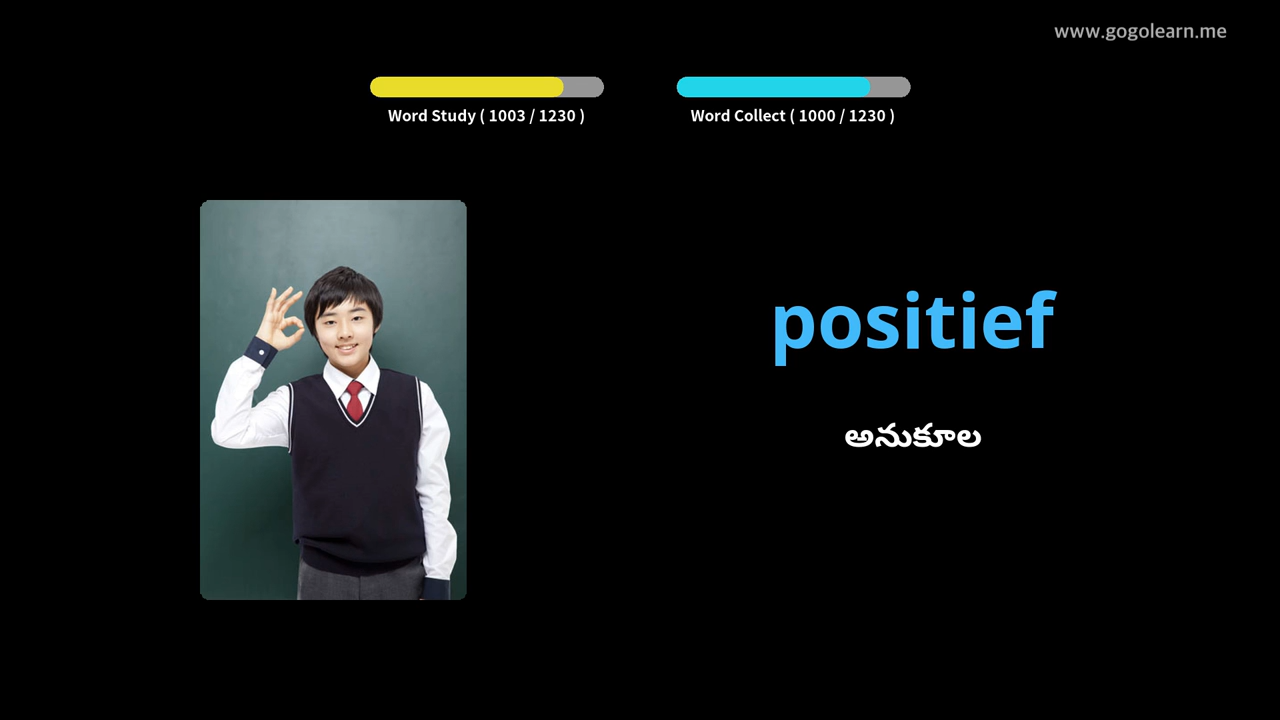 www.gogolearn.me
Word Study ( 1003 / 1230 )
Word Collect ( 1000 / 1230 )
positief
అనుకూల